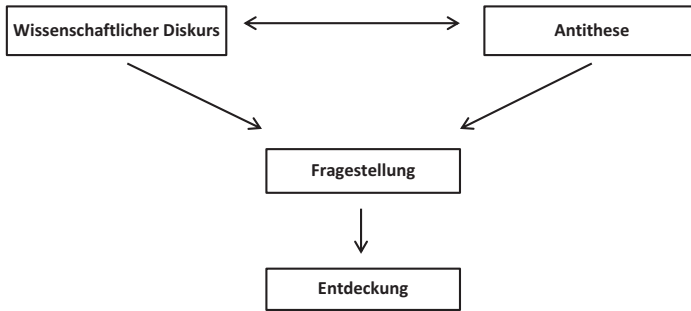 Wissenschaftlicher Diskurs
Antithese
Fragestellung
Entdeckung